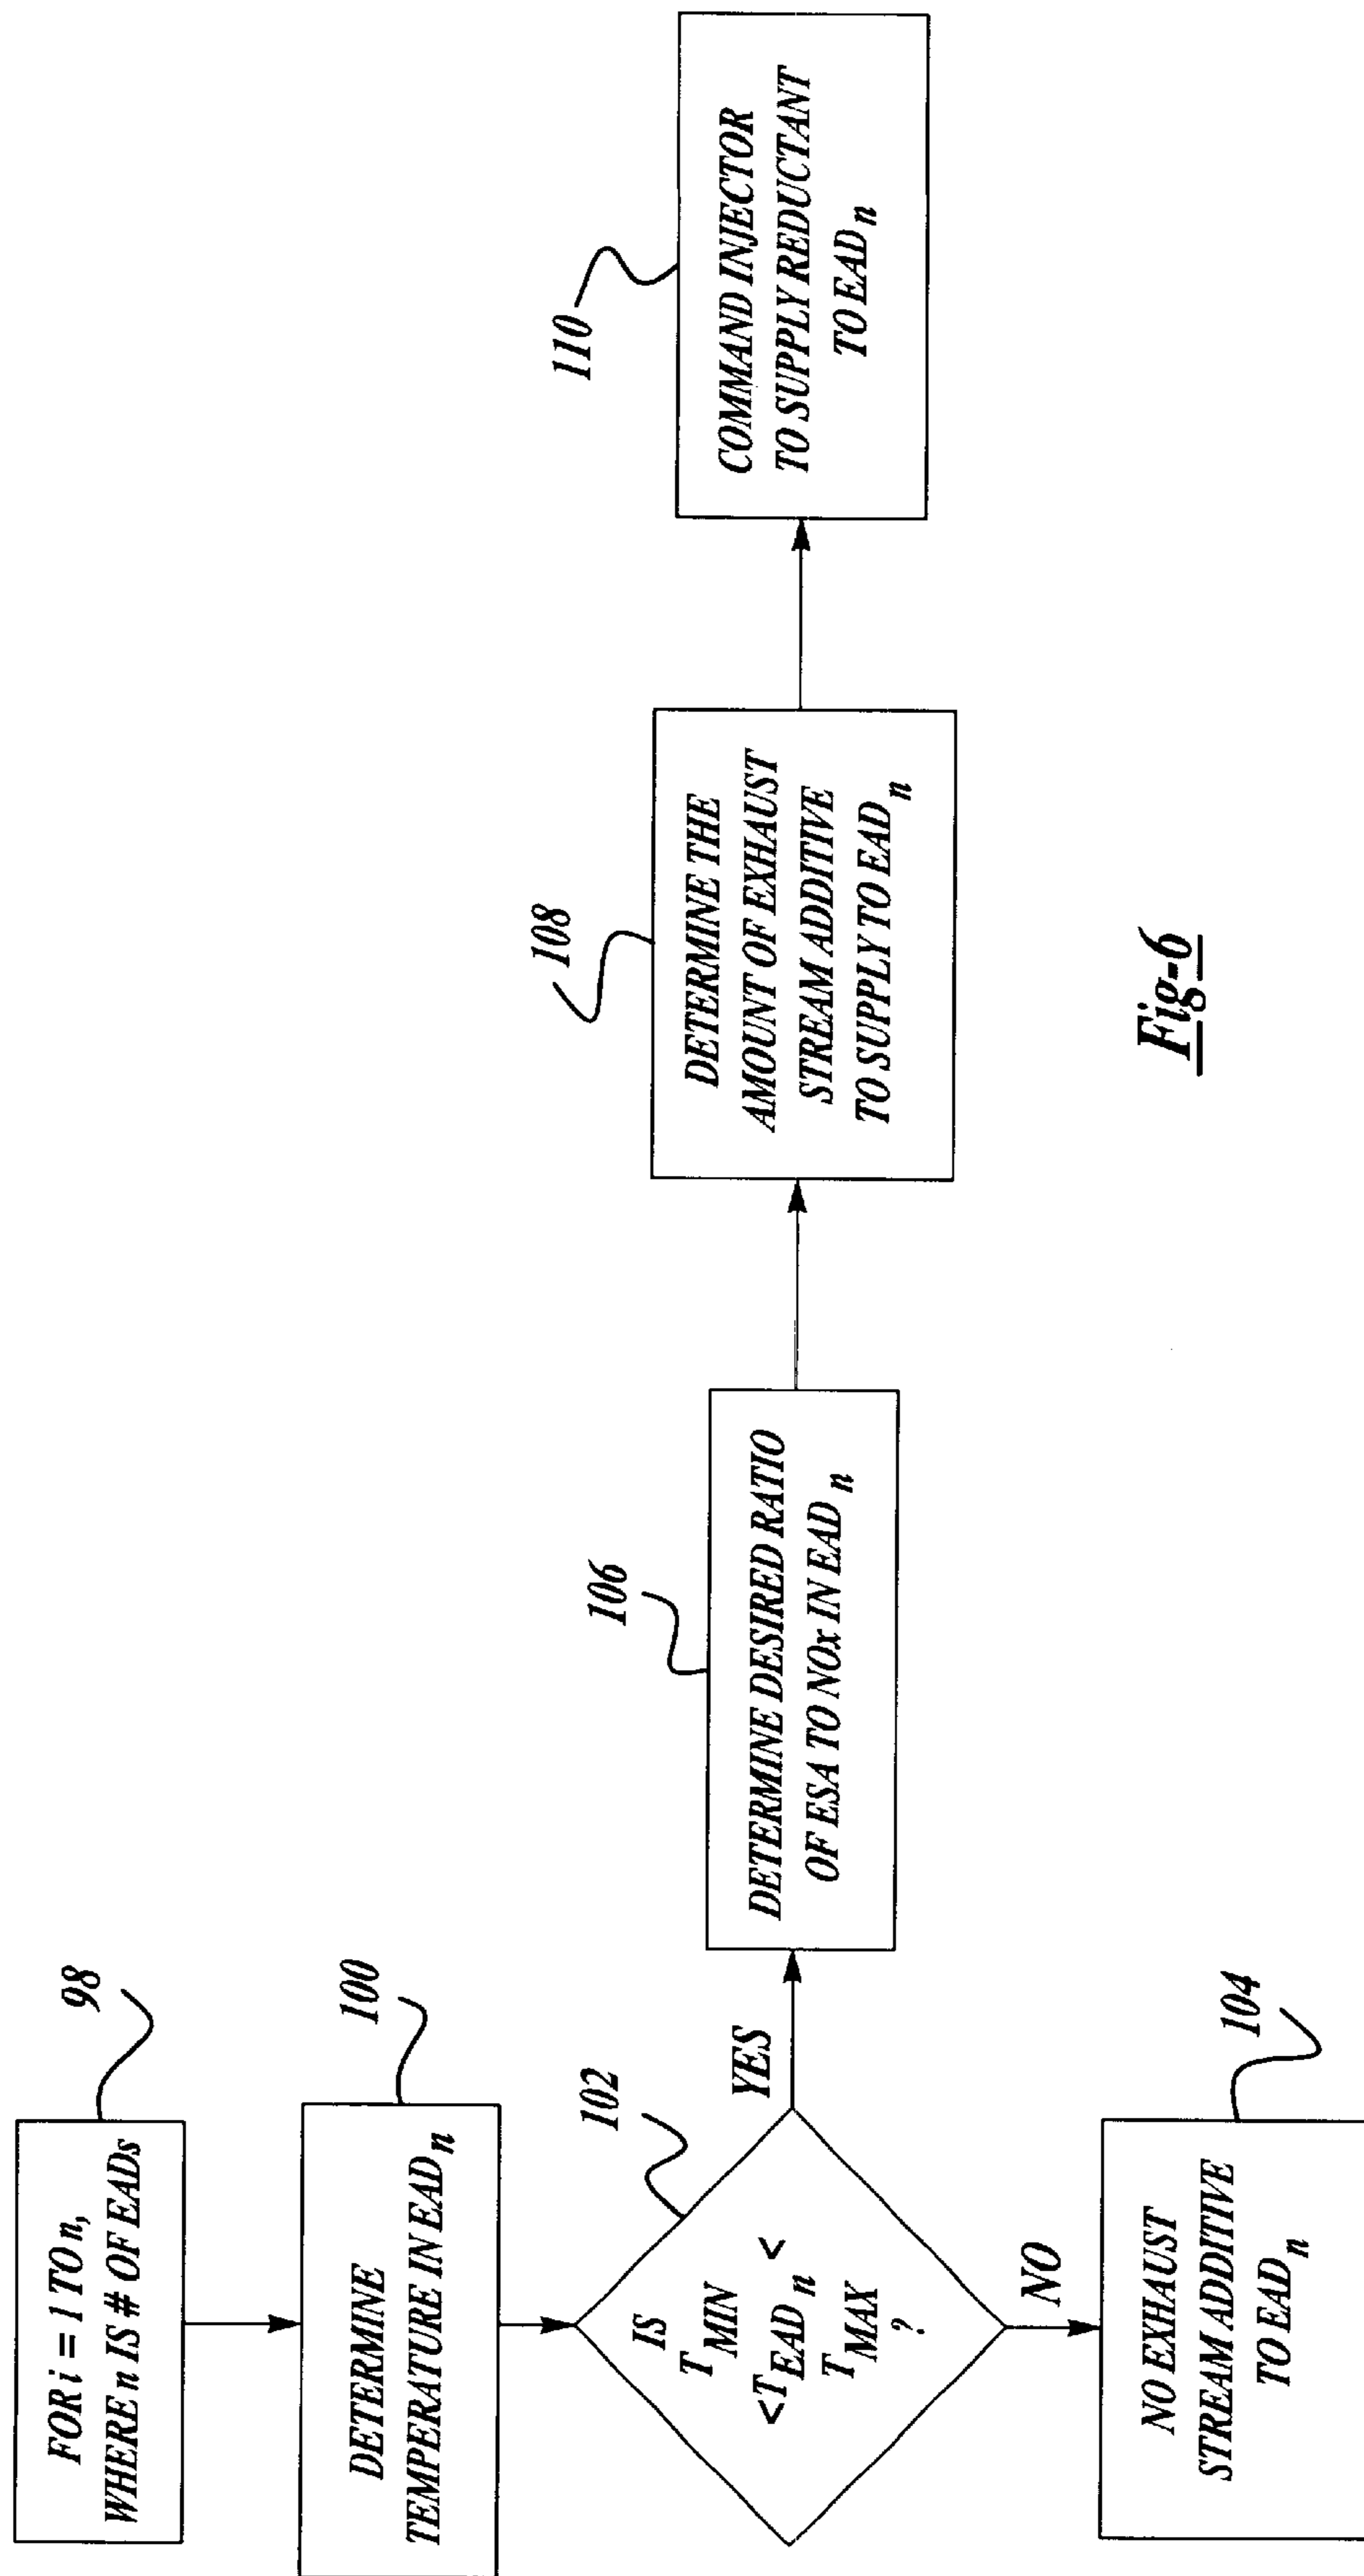 98
FOR i = 1 TO n,
WHERE n IS # OF EADs
100
DETERMINE
TEMPERATURE IN EADn
102
IS
TMIN
<TEADn <
TMAX
?
YES
NO
104
NO EXHAUST
STREAM ADDITIVE
TO EADn
106
DETERMINE DESIRED RATIO
OF ESA TO NOx IN EADn
108
DETERMINE THE
AMOUNT OF EXHAUST
STREAM ADDITIVE
TO SUPPLY TO EADn
110
COMMAND INJECTOR
TO SUPPLY REDUCTANT
TO EADn
Fig-6